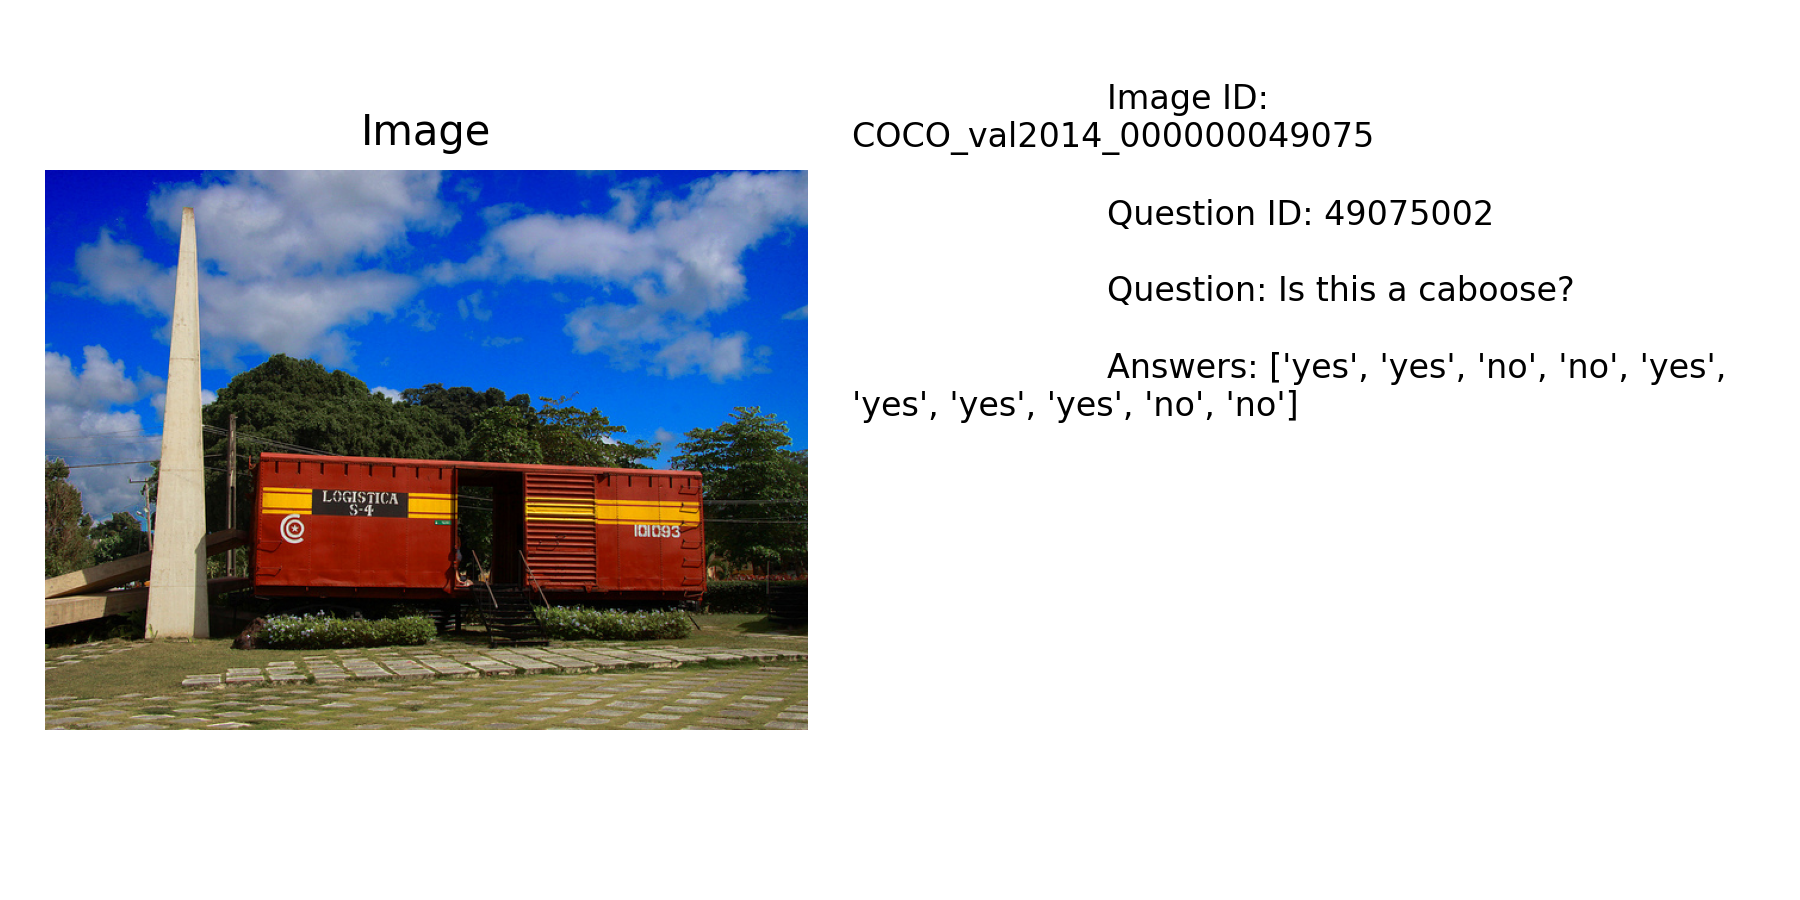 Image
LOGISTICA
S-4
101093
Image ID:
COCO_val2014_000000049075
Question ID: 49075002
Question: Is this a caboose?
Answers: ['yes', 'yes', 'no', 'no', 'yes',
'yes', 'yes', 'yes', 'no', 'no']